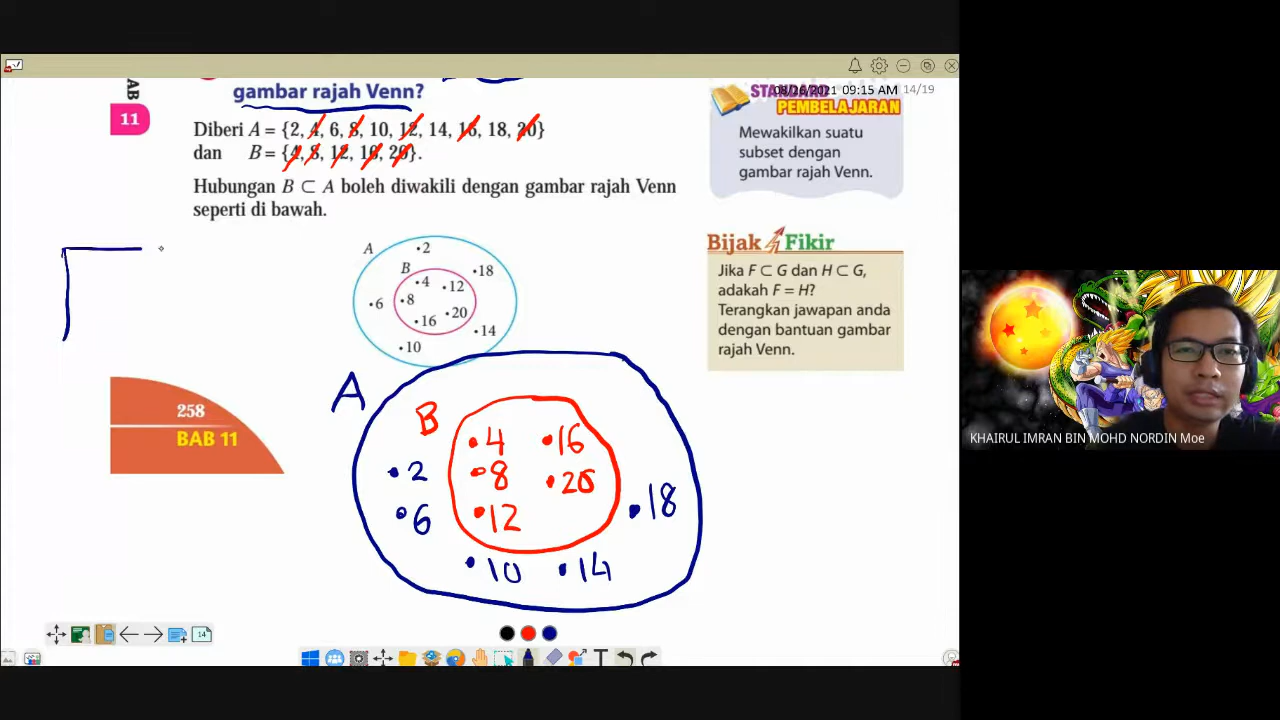 AB
11
gambar rajah Venn?
Diberi A = {2, 4, 6, 8, 10, 12, 14, 16, 18, 20}
dan B = {4, 8, 12, 16, 20}.
Hubungan B ⊂ A boleh diwakili dengan gambar rajah Venn
seperti di bawah.
A
•2
B
•18
•4
•12
•8
•6
•20
•16
•14
•10
258
BAB 11
08/26/2021 09:15 AM
14/19
STANDARD
PEMBELAJARAN
Mewakilkan suatu
subset dengan
gambar rajah Venn.
Bijak Fikir
Jika F ⊂ G dan H ⊂ G,
adakah F = H?
Terangkan jawapan anda
dengan bantuan gambar
rajah Venn.
A
B
•4 •16
•2 •8 •20
•6 •12 •18
•10 •14
KHAIRUL IMRAN BIN MOHD NORDIN Moe
14
T